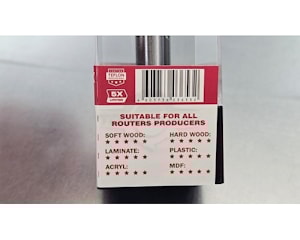 TEFLON
5X
SUITABLE FOR ALL
ROUTERS PRODUCERS
SOFT WOOD: HARD WOOD:
★ ★ ★ ★ ★ ★ ★ ★ ★ ★
LAMINATE: PLASTIC:
★ ★ ★ ★ ★ ★ ★ ★ ★ ★
ACRYL: MDF:
★ ★ ★ ★ ★ ★ ★ ★ ★ ★